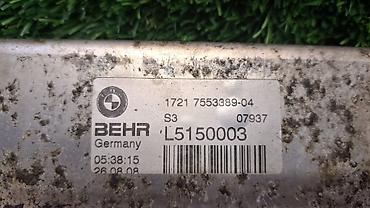 1721 7553389-04
S3 07937
BEHR L5150003
Germany
05:38:15
26.08.08